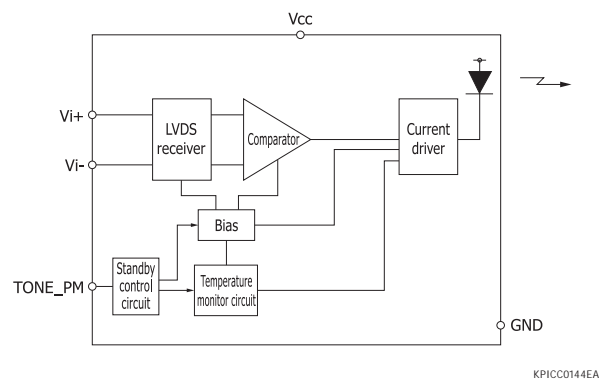 Vcc
Vi+
LVDS
receiver
Comparator
Current
driver
Vi-
Bias
TONE_PM
Standby
control
circuit
Temperature
monitor circuit
GND
KPICC0144EA